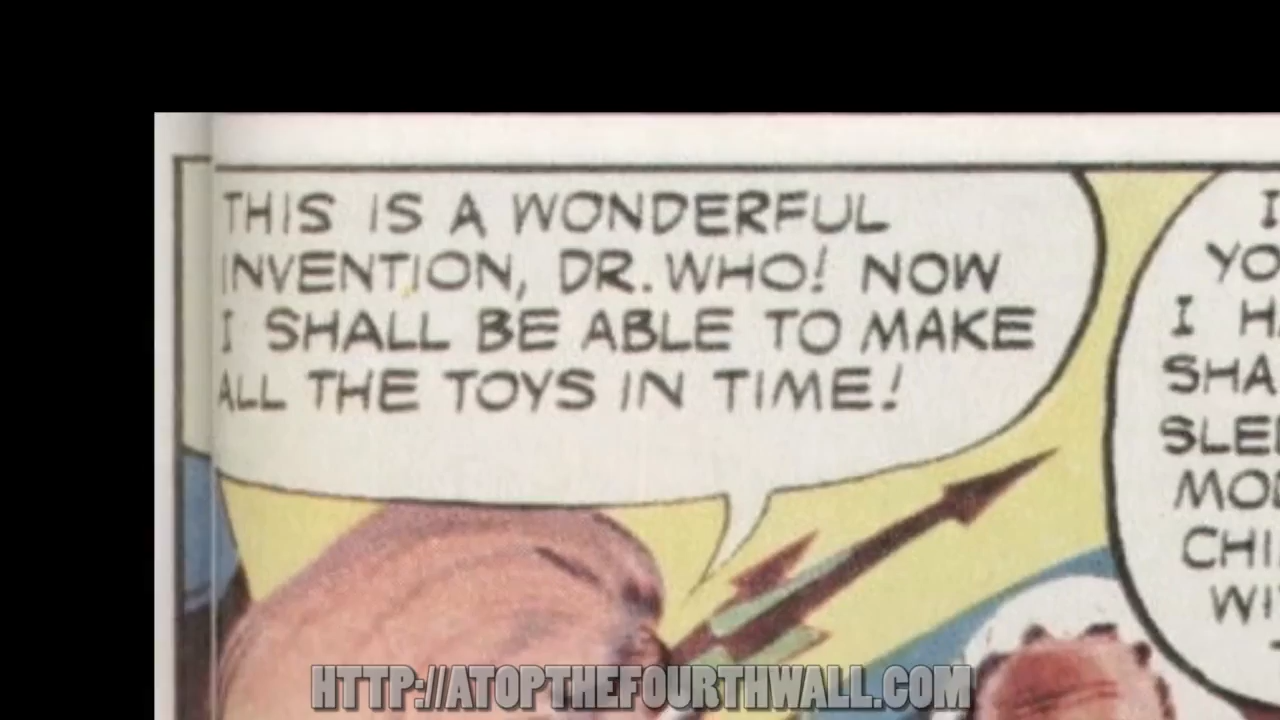 THIS IS A WONDERFUL
INVENTION, DR. WHO! NOW
I SHALL BE ABLE TO MAKE
ALL THE TOYS IN TIME!
I
HTTP://ATOPTHEFOURTHWALL.COM